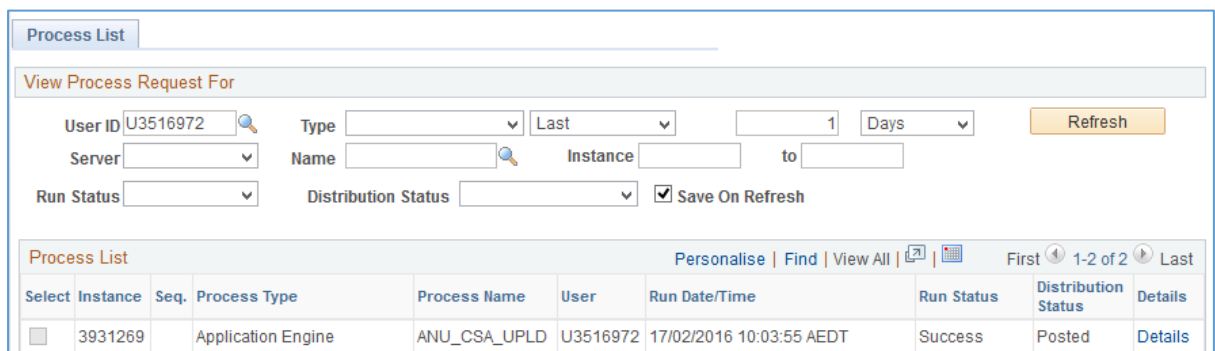 Process List
View Process Request For
User ID U3516972 Type Last 1 Days Refresh
Server Name Instance to
Run Status Distribution Status Save On Refresh
Process List Personalise | Find | View All | | First 1-2 of 2 Last
Select Instance Seq. Process Type Process Name User Run Date/Time Run Status Distribution Status Details
3931269 Application Engine ANU_CSA_UPLD U3516972 17/02/2016 10:03:55 AEDT Success Posted Details